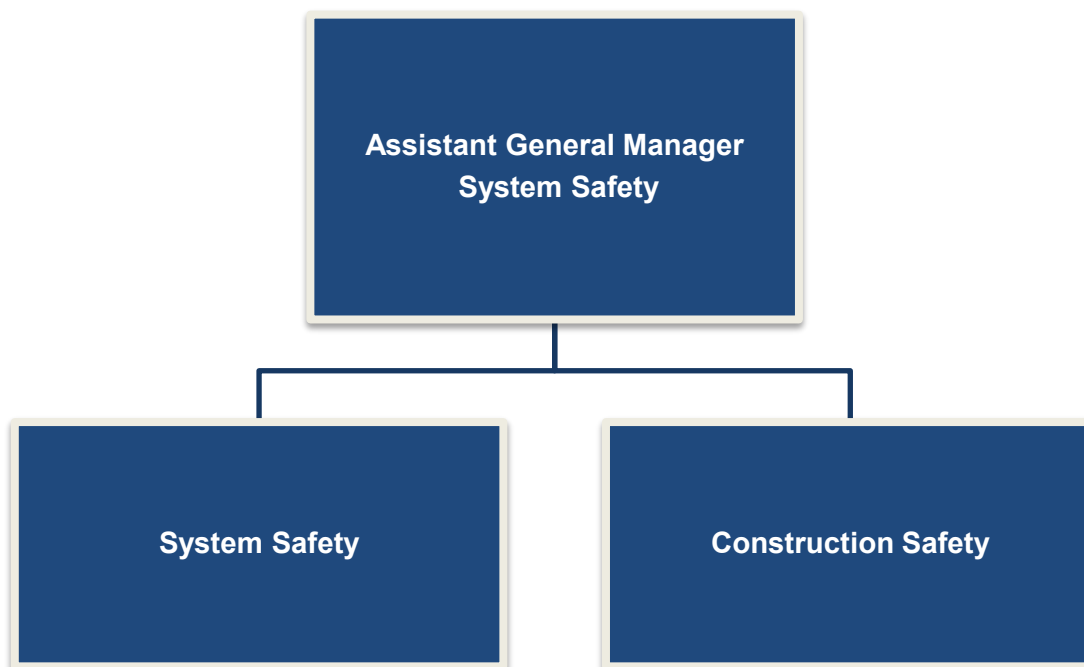 Assistant General Manager
System Safety
System Safety
Construction Safety